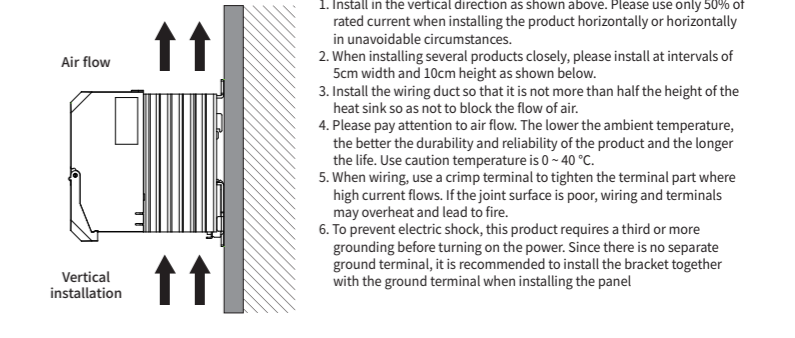 Air flow
Vertical
installation
1. Install in the vertical direction as shown above. Please use only 50% of
rated current when installing the product horizontally or horizontally
in unavoidable circumstances.
2. When installing several products closely, please install at intervals of
5cm width and 10cm height as shown below.
3. Install the wiring duct so that it is not more than half the height of the
heat sink so as not to block the flow of air.
4. Please pay attention to air flow. The lower the ambient temperature,
the better the durability and reliability of the product and the longer
the life. Use caution temperature is 0 ~ 40 ℃.
5. When wiring, use a crimp terminal to tighten the terminal part where
high current flows. If the joint surface is poor, wiring and terminals
may overheat and lead to fire.
6. To prevent electric shock, this product requires a third or more
grounding before turning on the power. Since there is no separate
ground terminal, it is recommended to install the bracket together
with the ground terminal when installing the panel